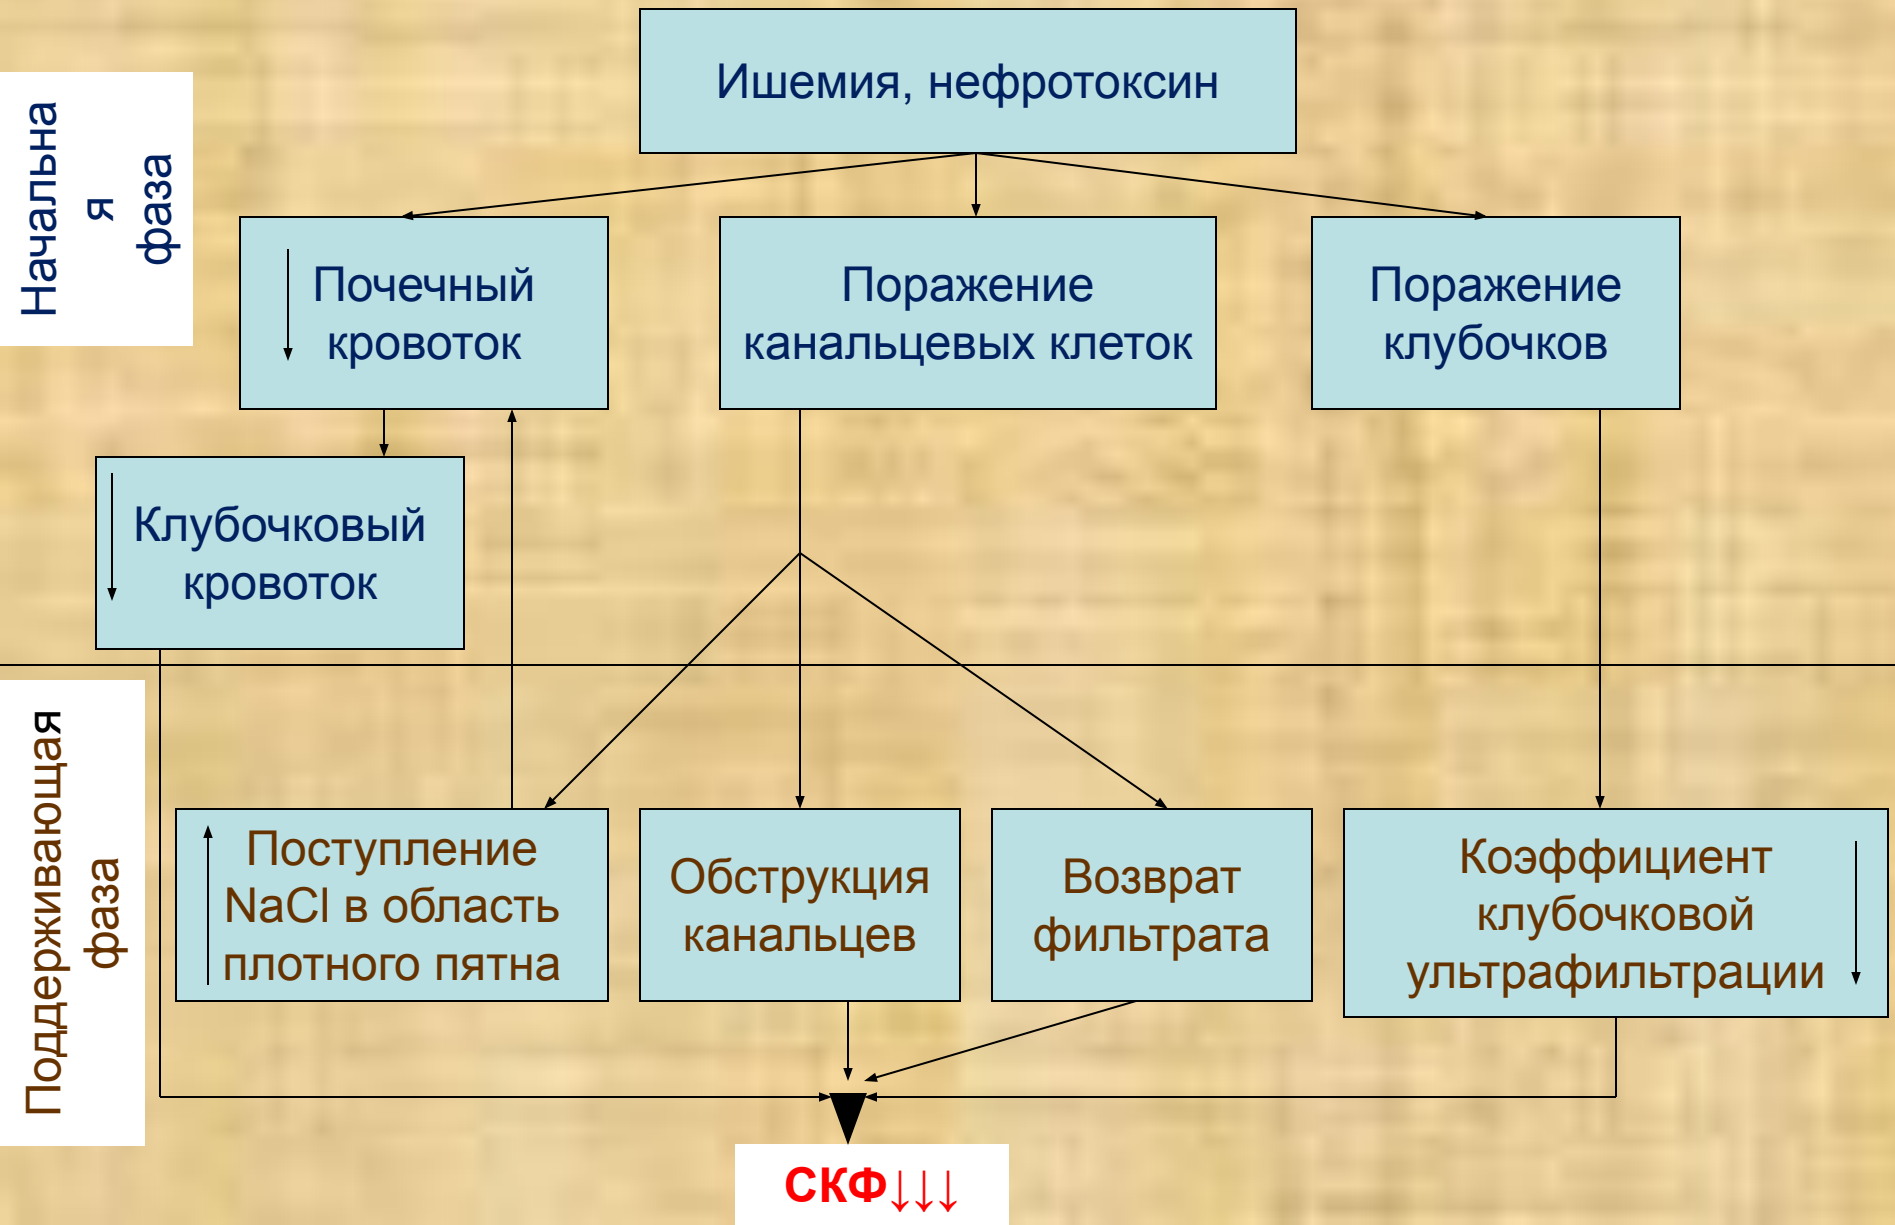 Ишемия, нефротоксин
Начальна
я
фаза
Почечный
кровоток
Поражение
канальцевых клеток
Поражение
клубочков
Клубочковый
кровоток
Поддерживающая
фаза
Поступление
NaCl в область
плотного пятна
Обструкция
канальцев
Возврат
фильтрата
Коэффициент
клубочковой
ультрафильтрации
СКФ↓↓↓